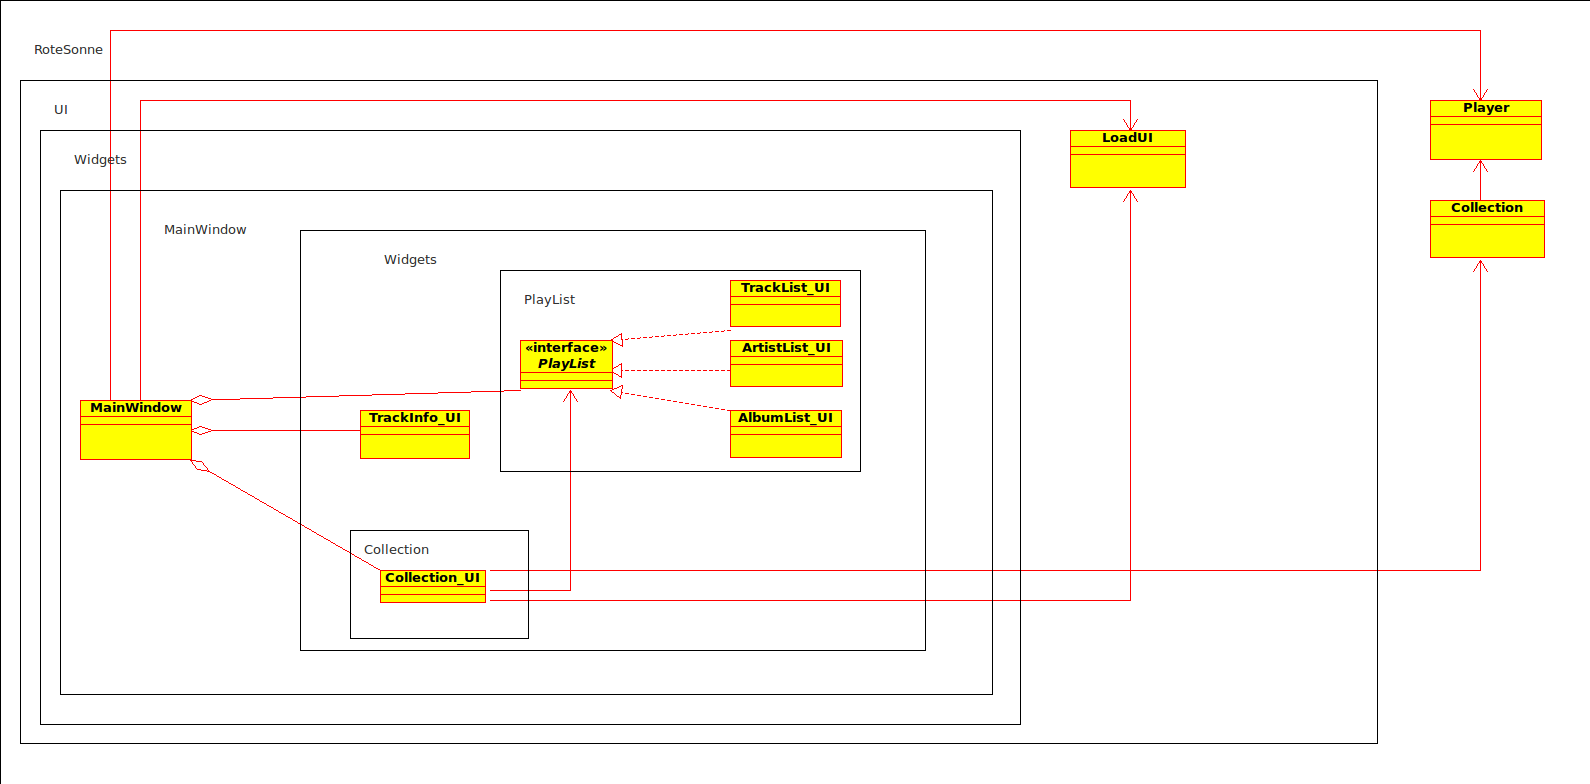 RoteSonne
UI
Widgets
MainWindow
Widgets
PlayList
TrackList_UI
«interface»
PlayList
ArtistList_UI
AlbumList_UI
MainWindow
TrackInfo_UI
Collection
Collection_UI
LoadUI
Player
Collection